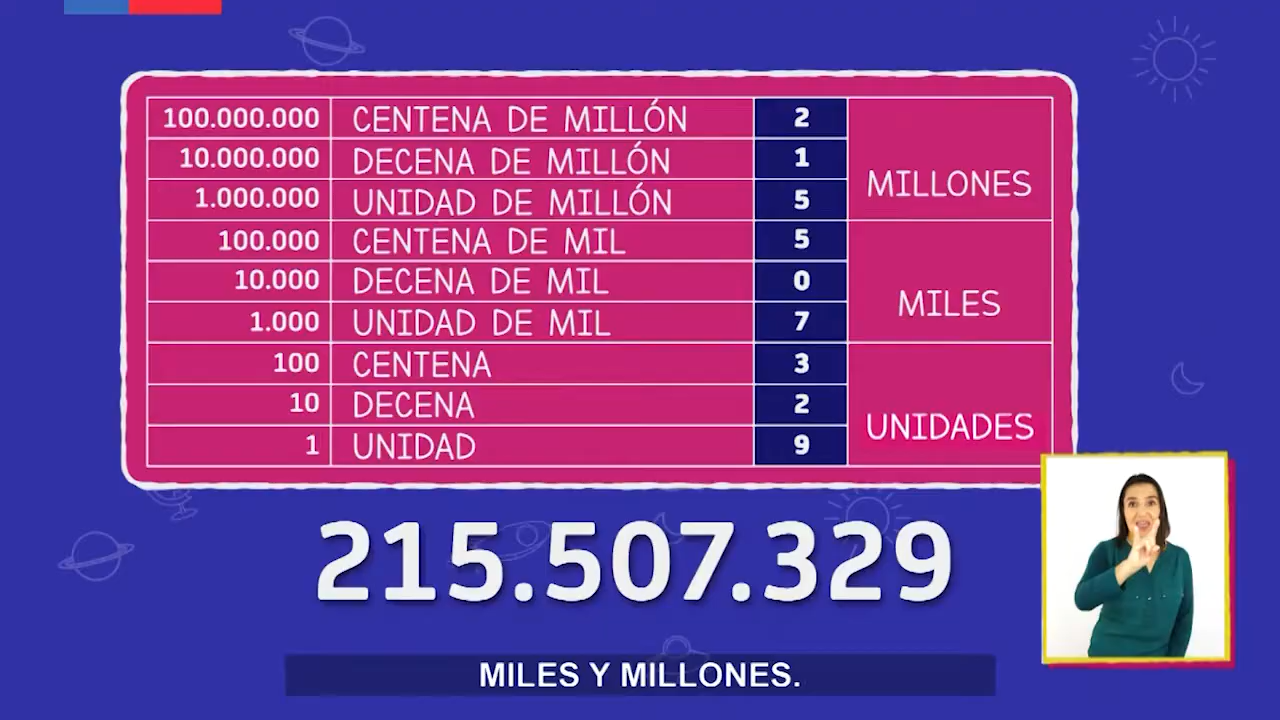 100.000.000 CENTENA DE MILLÓN 2
10.000.000 DECENA DE MILLÓN 1
1.000.000 UNIDAD DE MILLÓN 5
MILLONES
100.000 CENTENA DE MIL 5
10.000 DECENA DE MIL 0
1.000 UNIDAD DE MIL 7
MILES
100 CENTENA 3
10 DECENA 2
1 UNIDAD 9
UNIDADES
215.507.329
MILES Y MILLONES.